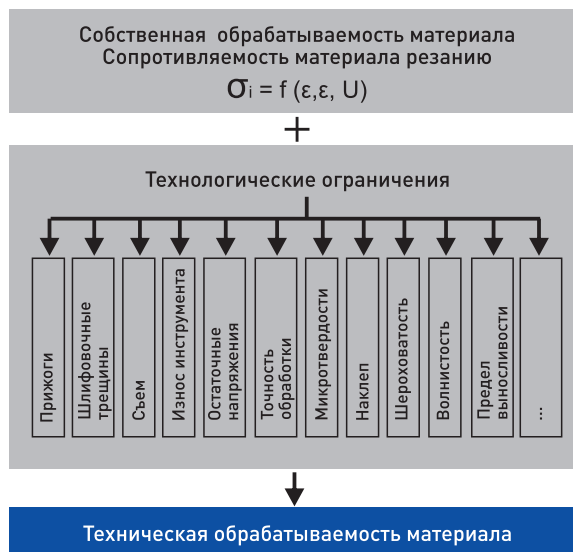 Собственная обрабатываемость материала
Сопротивляемость материала резанию
σi = f (ε,ε, U)
+
Технологические ограничения
Прижоги
Шлифовочные
трещины
Съем
Износ инструмента
Остаточные
напряжения
Точность
обработки
Микротвердости
Наклеп
Шероховатость
Волнистость
Предел
выносливости
...
Техническая обрабатываемость материала